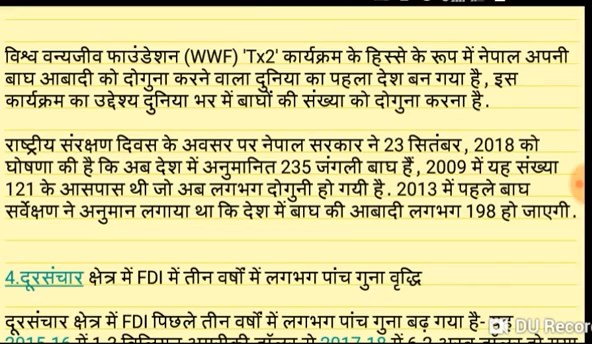 विश्व वन्यजीव फाउंडेशन (WWF) 'Tx2' कार्यक्रम के हिस्से के रूप में नेपाल अपनी
बाघ आबादी को दोगुना करने वाला दुनिया का पहला देश बन गया है, इस
कार्यक्रम का उद्देश्य दुनिया भर में बाघों की संख्या को दोगुना करना है.
राष्ट्रीय संरक्षण दिवस के अवसर पर नेपाल सरकार ने 23 सितंबर, 2018 को
घोषणा की है कि अब देश में अनुमानित 235 जंगली बाघ हैं, 2009 में यह संख्या
121 के आसपास थी जो अब लगभग दोगुनी हो गयी है. 2013 में पहले बाघ
सर्वेक्षण ने अनुमान लगाया था कि देश में बाघ की आबादी लगभग 198 हो जाएगी.
4.दूरसंचार क्षेत्र में FDI में तीन वर्षों में लगभग पांच गुना वृद्धि
दूरसंचार क्षेत्र में FDI पिछले तीन वर्षों में लगभग पांच गुना बढ़ गया है- यह DU Recor